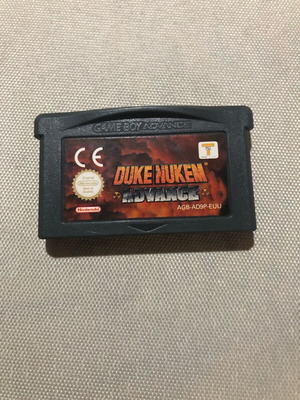 GAME BOY ADVANCE
CE
T
DUKE NUKEM
ADVANCE
Nintendo
AGB-AD9P-EUU